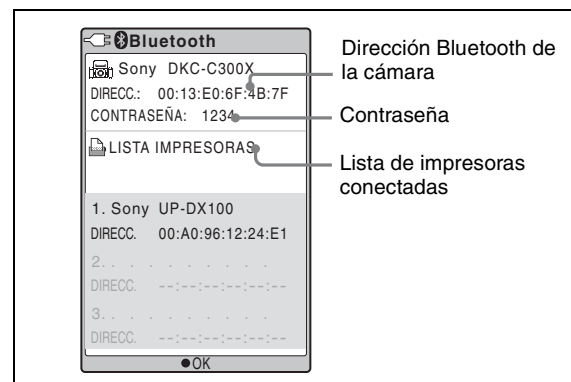 Bluetooth
Sony DKC-C300X
DIRECC.: 00:13:E0:6F:4B:7F
CONTRASEÑA: 1234
LISTA IMPRESORAS
1. Sony UP-DX100
DIRECC. 00:A0:96:12:24:E1
2. . . . . . . . . .
DIRECC. --:--:--:--:--:--
3. . . . . . . . . .
DIRECC. --:--:--:--:--:--
●OK
Dirección Bluetooth de
la cámara
Contraseña
Lista de impresoras
conectadas